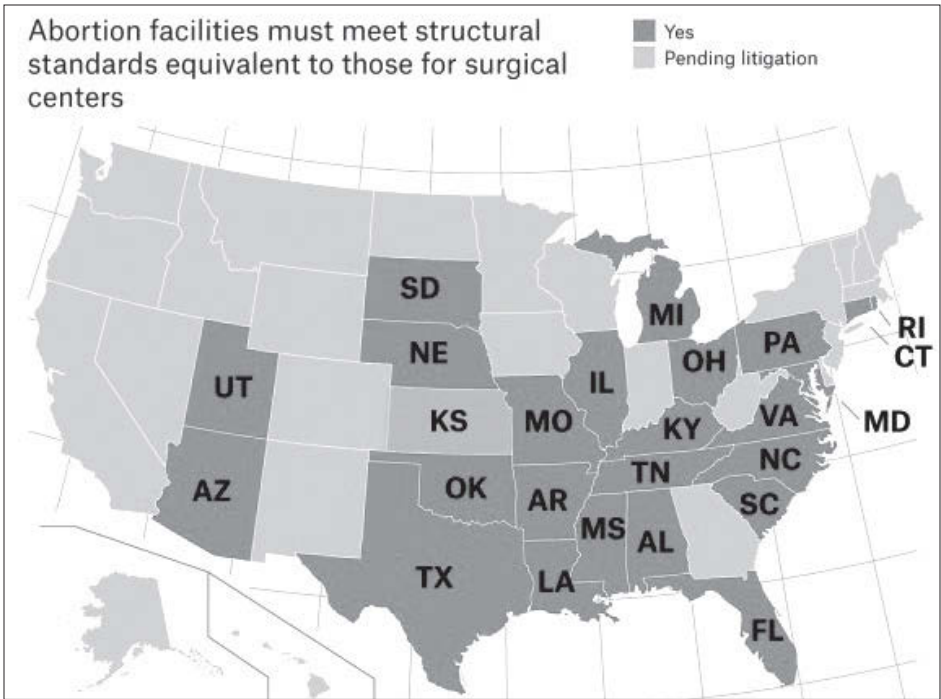 Abortion facilities must meet structural
standards equivalent to those for surgical
centers
Yes
Pending litigation
SD
MI
NE
PA
RI
OH
CT
IL
UT
KS
MO
VA
MD
KY
NC
TN
AZ
OK
AR
SC
MS
AL
TX
LA
FL